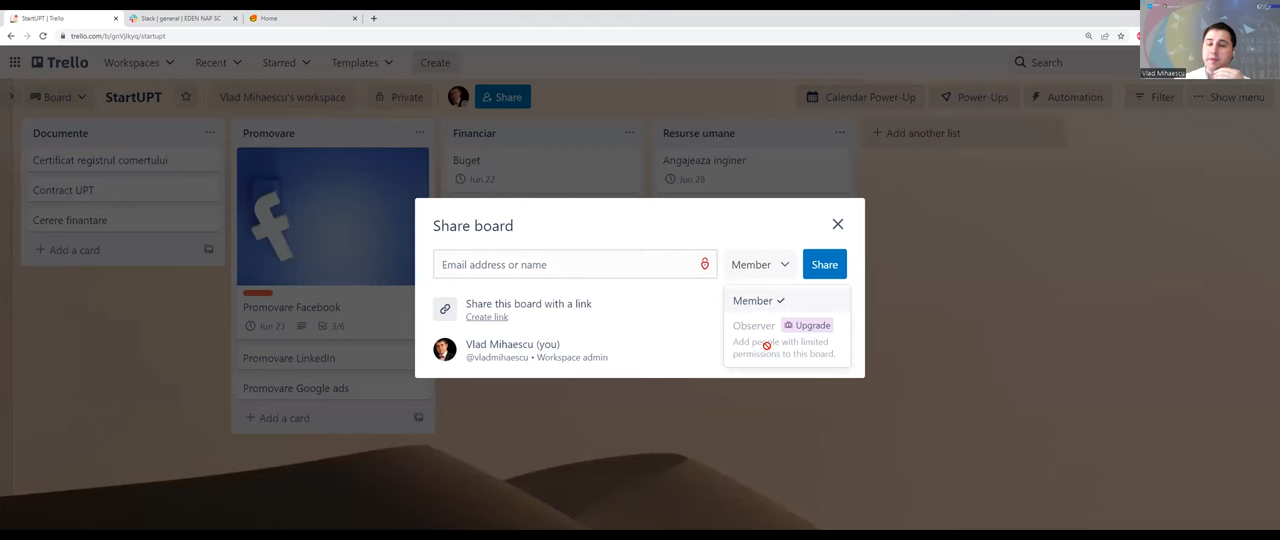 StartUPT | Trello
Slack | general | EDEN NAP SC
Home
trello.com/b/gnVjlkyq/startupt
Trello
Workspaces
Recent
Starred
Templates
Create
Search
Vlad Mihaescu
Board
StartUPT
Vlad Mihaescu's workspace
Private
Share
Calendar Power-Up
Power-Ups
Automation
Filter
Show menu
Documente
Certificat registrul comertului
Contract UPT
Cerere finantare
+ Add a card
Promovare
Promovare Facebook
Jun 23
3/6
Promovare Linkedin
Promovare Google ads
+ Add a card
Financiar
Buget
Jun 22
Resurse umane
Angajeaza inginer
Jun 28
+ Add another list
Share board
Email address or name
Member
Share
Share this board with a link
Create link
Vlad Mihaescu (you)
@vladmihaescu • Workspace admin
Member
Observer
Upgrade
Add people with limited
permissions to this board.